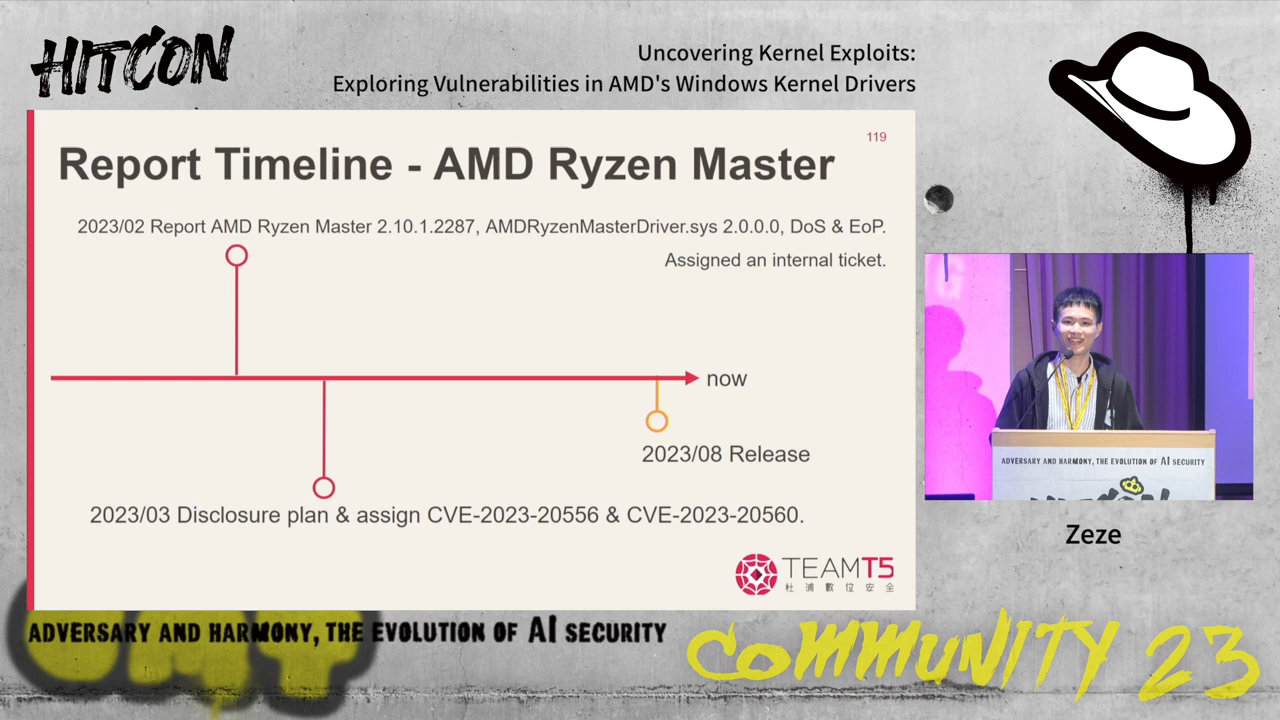 HITCON
Uncovering Kernel Exploits:
Exploring Vulnerabilities in AMD's Windows Kernel Drivers
119
Report Timeline - AMD Ryzen Master
2023/02 Report AMD Ryzen Master 2.10.1.2287, AMDRyzenMasterDriver.sys 2.0.0.0, DoS & EoP.
Assigned an internal ticket.
now
2023/08 Release
2023/03 Disclosure plan & assign CVE-2023-20556 & CVE-2023-20560.
TEAMT5
杜浦數位安全
ADVERSARY AND HARMONY, THE EVOLUTION OF AI SECURITY
HITCON
Zeze
ADVERSARY AND HARMONY, THE EVOLUTION OF AI SECURITY
COMMUNITY 23